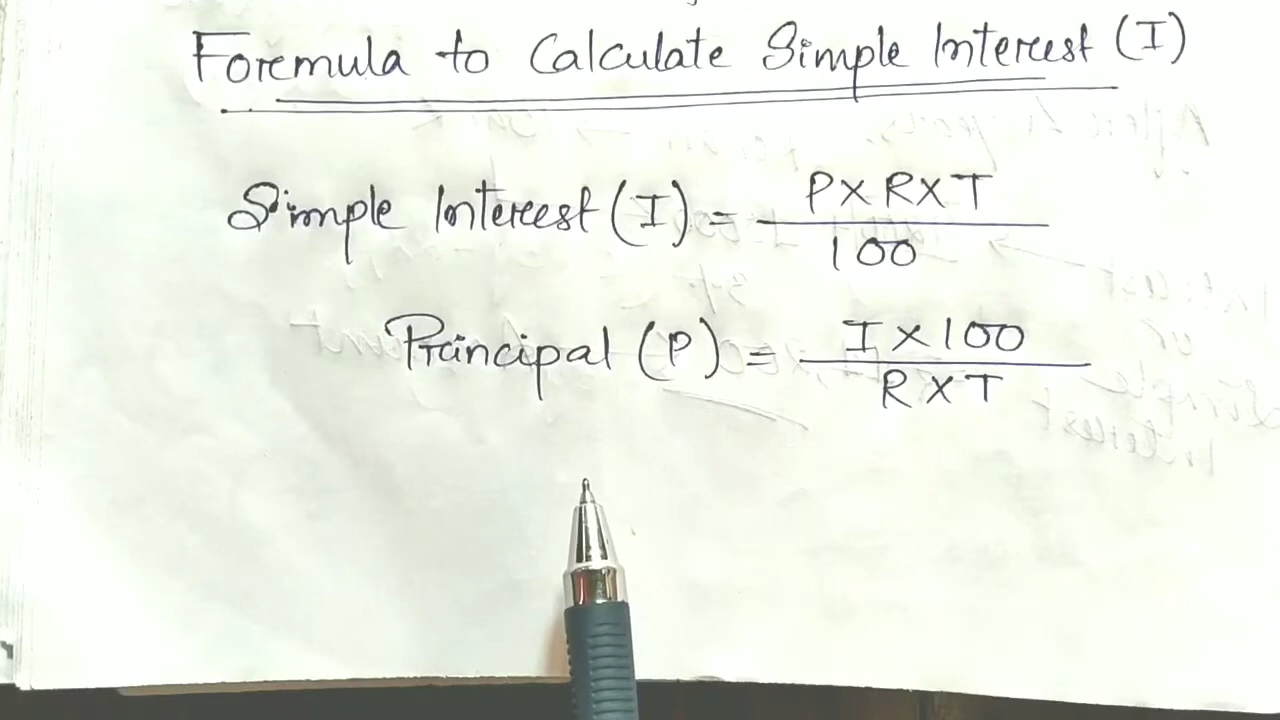 Formula to Calculate Simple Interest (I)
Simple Interest (I) = P X R X T / 100
Principal (P) = I X 100 / R X T